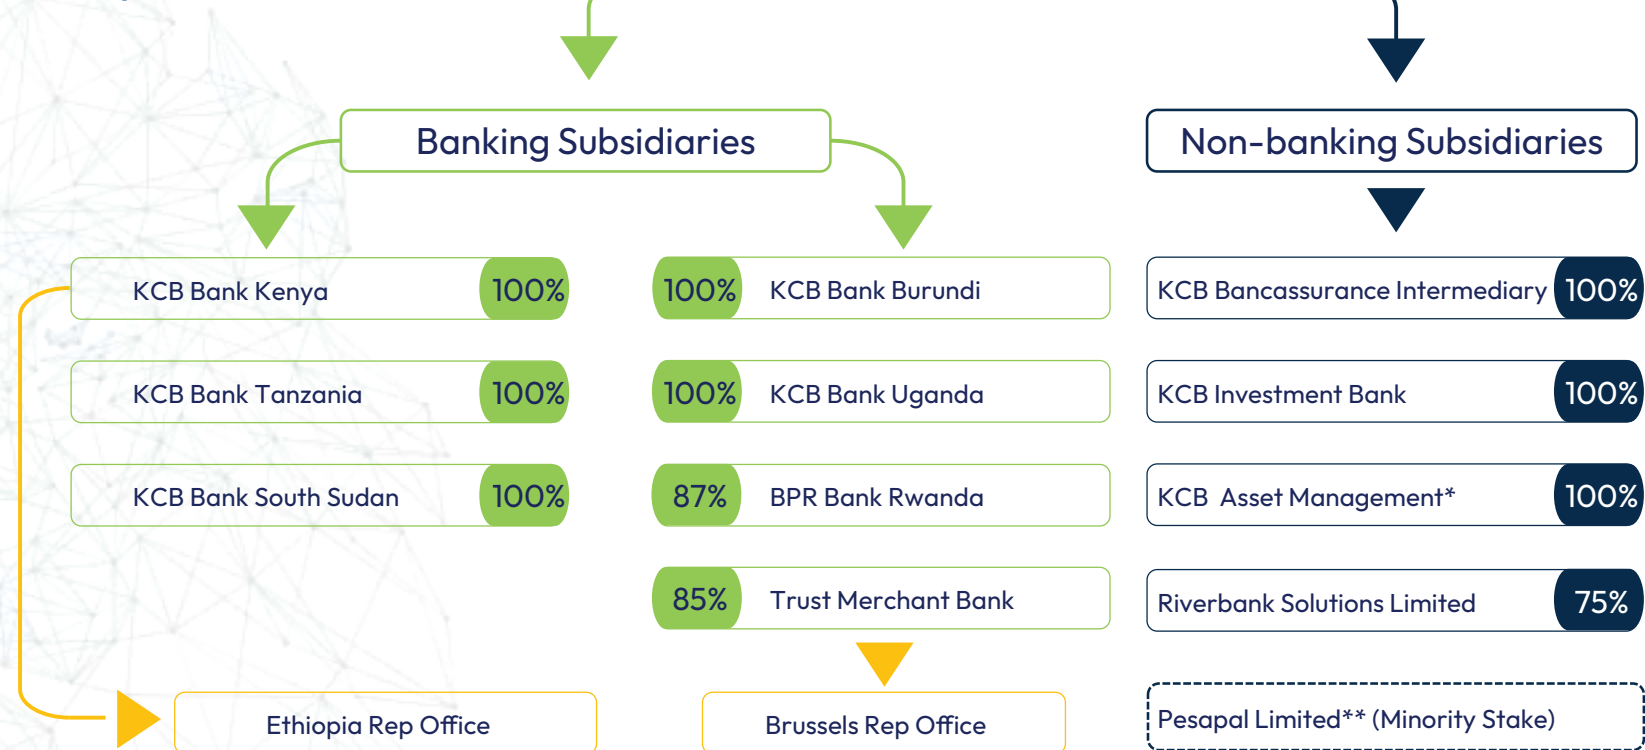 Banking Subsidiaries
Non-banking Subsidiaries
KCB Bank Kenya 100%
100% KCB Bank Burundi
KCB Bancassurance Intermediary 100%
KCB Bank Tanzania 100%
100% KCB Bank Uganda
KCB Investment Bank 100%
KCB Bank South Sudan 100%
87% BPR Bank Rwanda
KCB Asset Management* 100%
85% Trust Merchant Bank
Riverbank Solutions Limited 75%
Ethiopia Rep Office
Brussels Rep Office
Pesapal Limited** (Minority Stake)